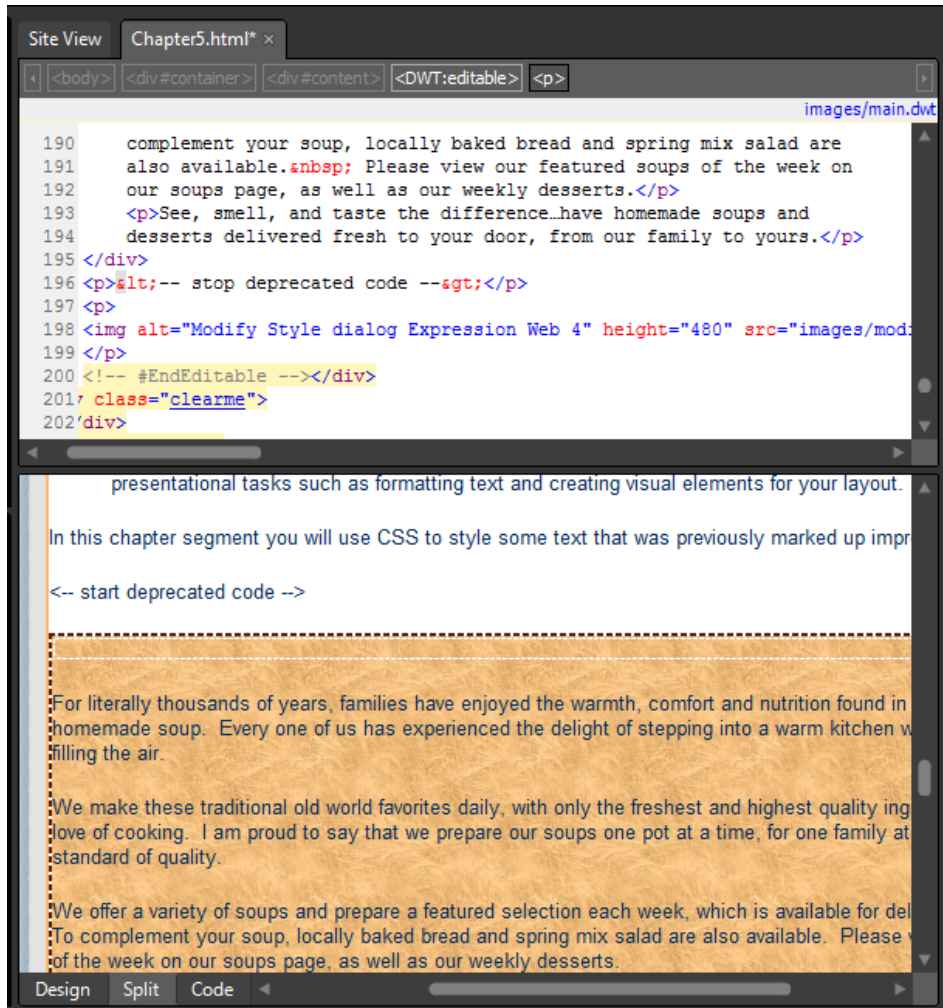 Site View Chapter5.html* ×
<body> <div#container> <div#content> <DWT:editable> <p>
images/main.dwt
190 complement your soup, locally baked bread and spring mix salad are
191 also available.&nbsp; Please view our featured soups of the week on
192 our soups page, as well as our weekly desserts.</p>
193 <p>See, smell, and taste the difference…have homemade soups and
194 desserts delivered fresh to your door, from our family to yours.</p>
195 </div>
196 <p>&lt;-- stop deprecated code --&gt;</p>
197 <p>
198 <img alt="Modify Style dialog Expression Web 4" height="480" src="images/modi
199 </p>
200 <!-- #EndEditable --></div>
201 class="clearme">
202 div>
presentational tasks such as formatting text and creating visual elements for your layout.
In this chapter segment you will use CSS to style some text that was previously marked up impr
<-- start deprecated code -->
For literally thousands of years, families have enjoyed the warmth, comfort and nutrition found in
homemade soup. Every one of us has experienced the delight of stepping into a warm kitchen w
filling the air.
We make these traditional old world favorites daily, with only the freshest and highest quality ing
love of cooking. I am proud to say that we prepare our soups one pot at a time, for one family at
standard of quality.
We offer a variety of soups and prepare a featured selection each week, which is available for del
To complement your soup, locally baked bread and spring mix salad are also available. Please
of the week on our soups page, as well as our weekly desserts.
Design Split Code